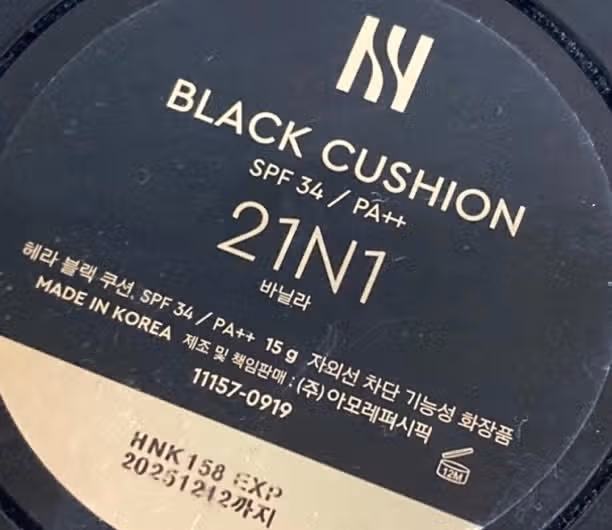 BLACK CUSHION
SPF 34 / PA++
21N1
바닐라
헤라 블랙 쿠션, SPF 34 / PA++ 15 g 자외선 차단 기능성 화장품
MADE IN KOREA 제조 및 책임판매 : (주)아모레퍼시픽
11157-0919
12M
HNK158 EXP
20251212까지